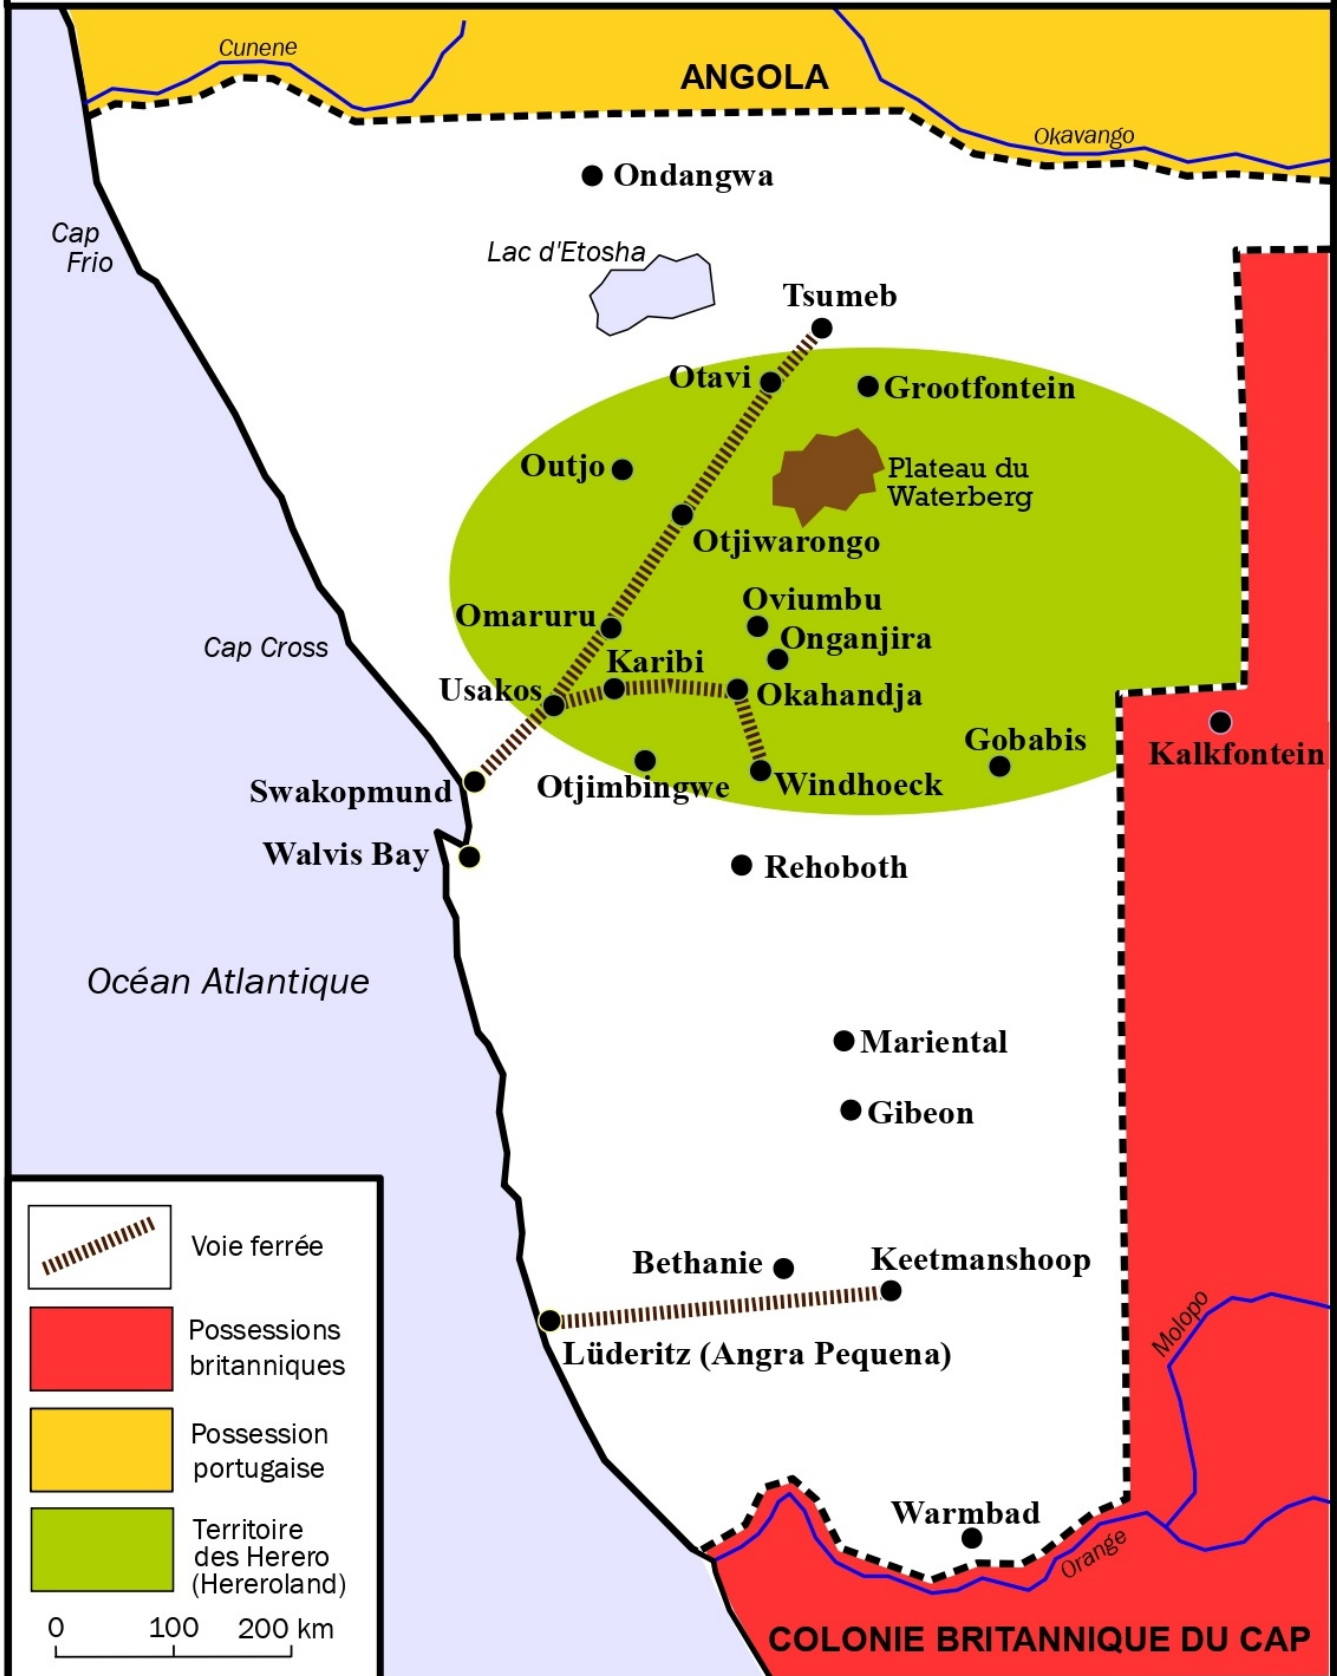 Cunene
ANGOLA
Okavango
Ondangwa
Cap
Frio
Lac d'Etosha
Tsumeb
Otavi
Grootfontein
Outjo
Plateau du
Waterberg
Otjiwarongo
Oviumbu
Omaruru
Onganjira
Cap Cross
Karibi
Usakos
Okahandja
Gobabis
Kalkfontein
Swakopmund
Otjimbingwe
Windhoeck
Walvis Bay
Rehoboth
Océan Atlantique
Mariental
Gibeon
Bethanie
Keetmanshoop
Lüderitz (Angra Pequena)
Molopo
Warmbad
Orange
COLONIE BRITANNIQUE DU CAP
Voie ferrée
Possessions
britanniques
Possession
portugaise
Territoire
des Herero
(Hereroland)
0 100 200 km